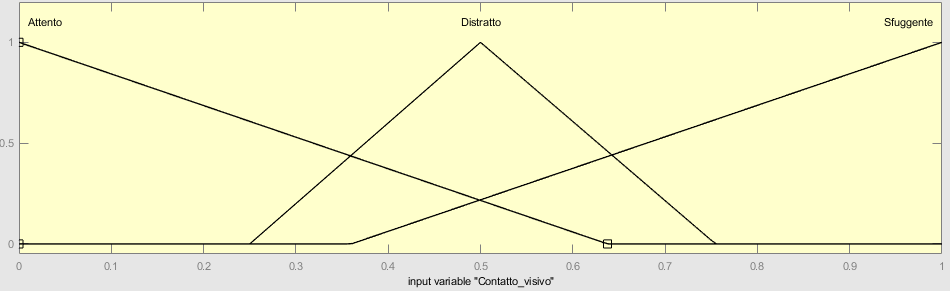 Attento Distratto Sfuggente
1
0.5
0
0 0.1 0.2 0.3 0.4 0.5 0.6 0.7 0.8 0.9 1
input variable "Contatto_visivo"